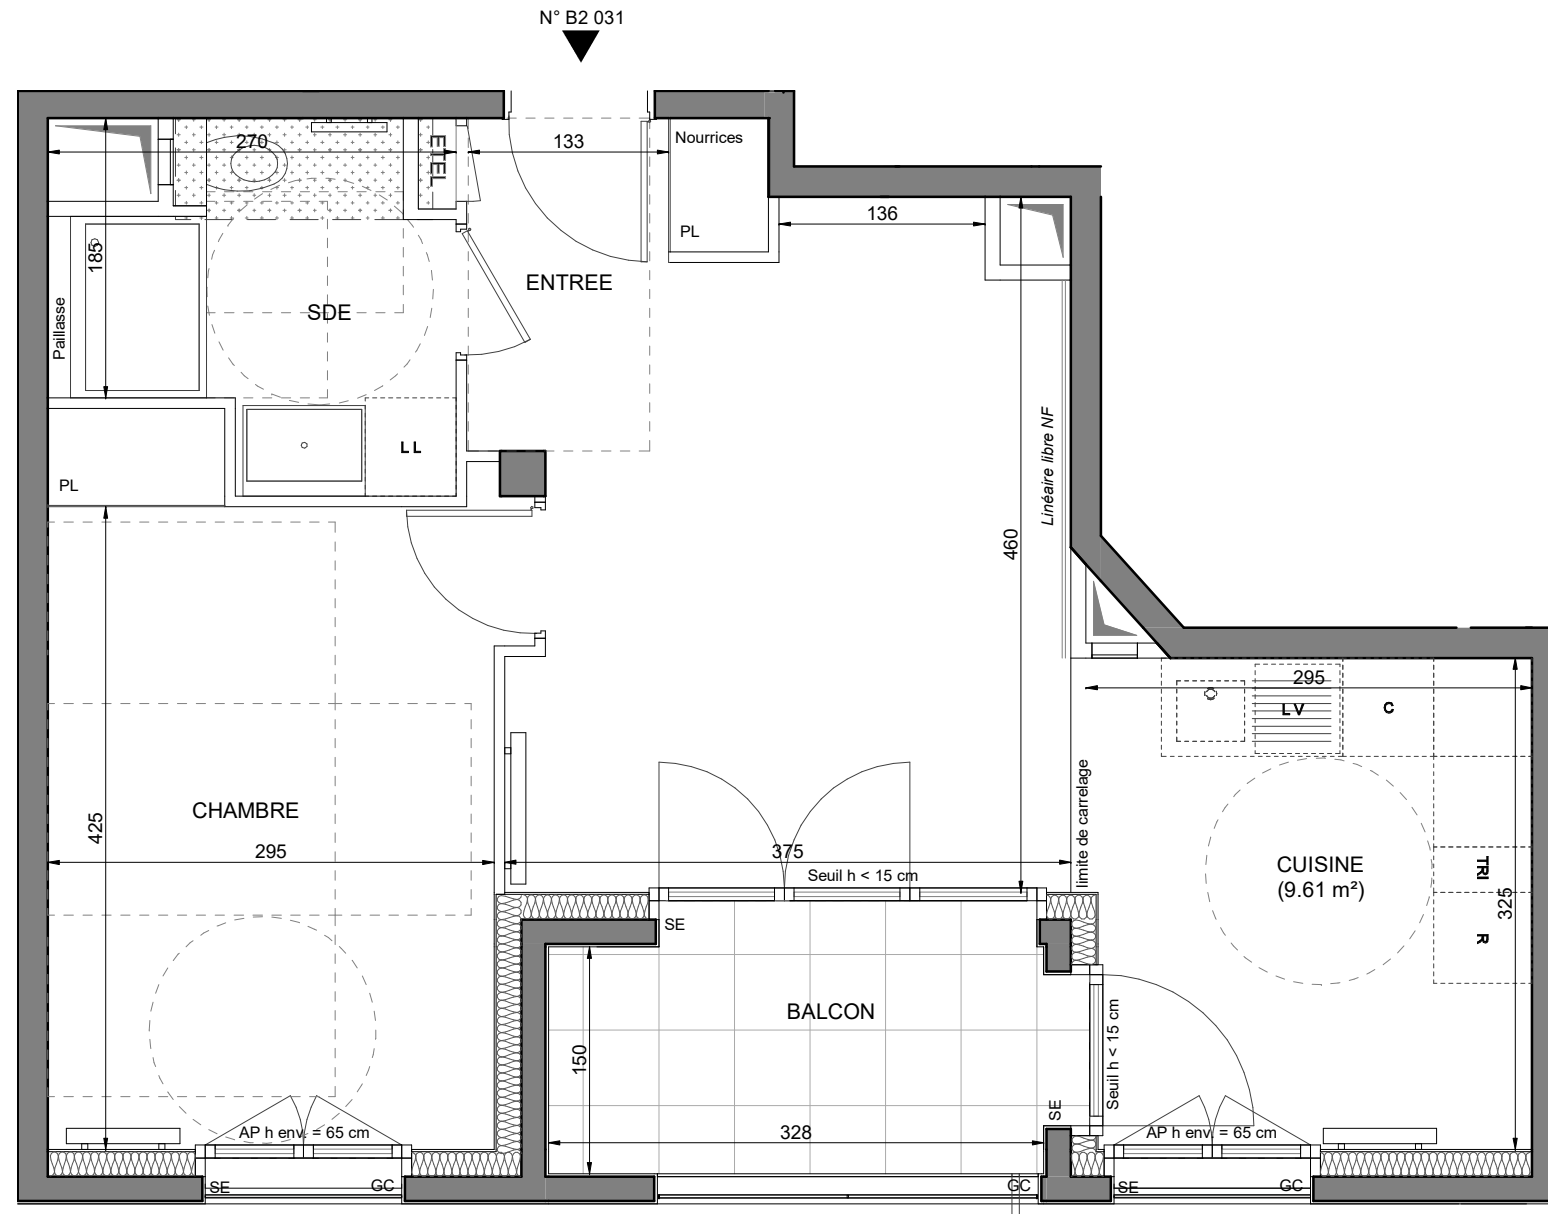 N° B2 031
270
ETEL
133
Nourrices
PL
136
185
Paillasse
SDE
ENTREE
LL
PL
Linéaire libre NF
460
295
LV
C
CHAMBRE
425
295
375
Seuil h < 15 cm
limite de carrelage
CUISINE
(9.61 m²)
TRI
R
325
SE
BALCON
150
328
SE
Seuil h < 15 cm
AP h env. = 65 cm
AP h env. = 65 cm
SE
GC
GC
SE
GC